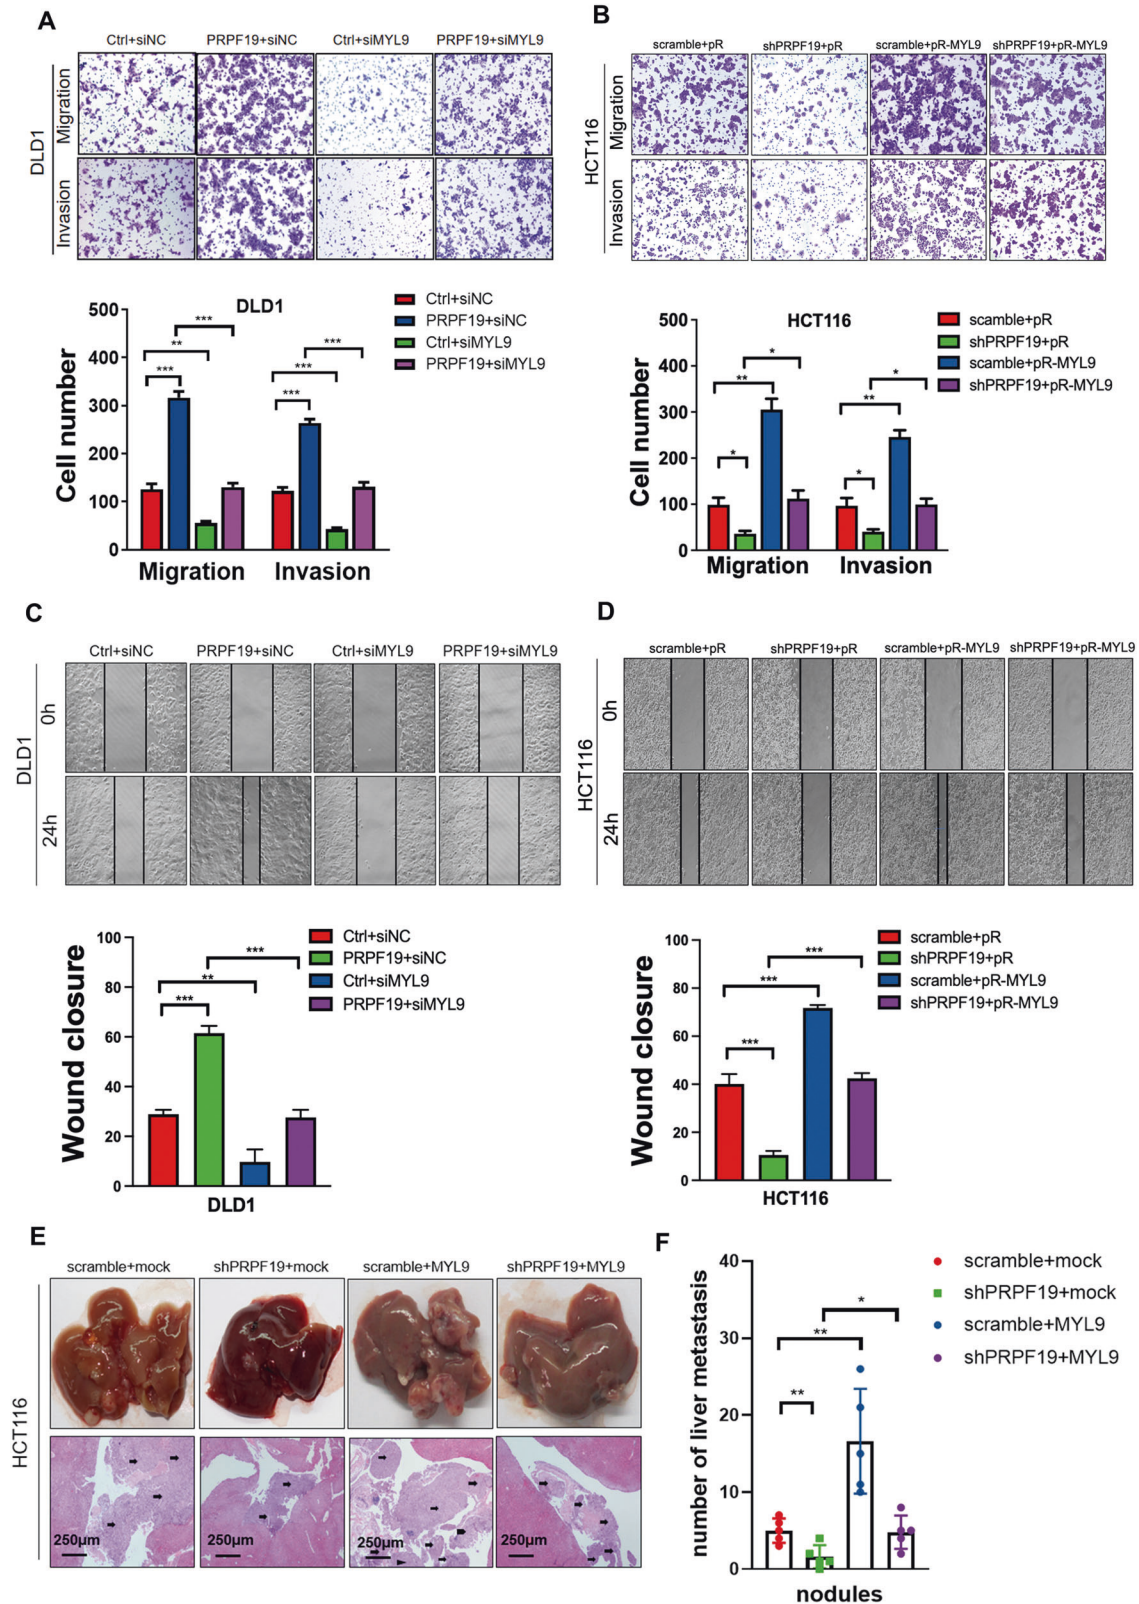 A
Ctrl+siNC PRPF19+siNC Ctrl+siMYL9 PRPF19+siMYL9
DLD1
Migration
Invasion
DLD1
Cell number
500
400
300
200
100
0
*** ** *** *** *** ***
Migration Invasion
Ctrl+siNC
PRPF19+siNC
Ctrl+siMYL9
PRPF19+siMYL9
B
scramble+pR shPRPF19+pR scramble+pR-MYL9 shPRPF19+pR-MYL9
HCT116
Migration
Invasion
HCT116
Cell number
500
400
300
200
100
0
* ** * * ** *
Migration Invasion
scamble+pR
shPRPF19+pR
scamble+pR-MYL9
shPRPF19+pR-MYL9
C
Ctrl+siNC PRPF19+siNC Ctrl+siMYL9 PRPF19+siMYL9
DLD1
0h
24h
Wound closure
100
80
60
40
20
0
*** ** ***
DLD1
Ctrl+siNC
PRPF19+siNC
Ctrl+siMYL9
PRPF19+siMYL9
D
scramble+pR shPRPF19+pR scramble+pR-MYL9 shPRPF19+pR-MYL9
HCT116
0h
24h
Wound closure
100
80
60
40
20
0
*** *** ***
HCT116
scramble+pR
shPRPF19+pR
scramble+pR-MYL9
shPRPF19+pR-MYL9
E
scramble+mock shPRPF19+mock scramble+MYL9 shPRPF19+MYL9
HCT116
250μm 250μm 250μm 250μm
F
number of liver metastasis
40
30
20
10
0
** ** *
nodules
scramble+mock
shPRPF19+mock
scramble+MYL9
shPRPF19+MYL9